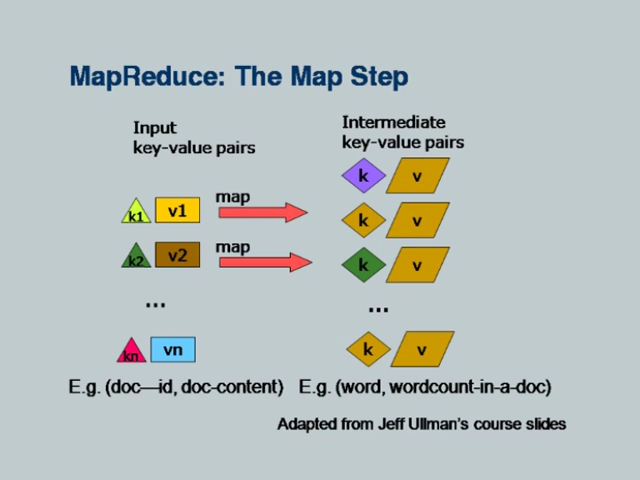 MapReduce: The Map Step
Input
key-value pairs
Intermediate
key-value pairs
k v
k1 v1 map k v
k2 v2 map k v
... ...
kn vn k v
E.g. (doc—id, doc-content) E.g. (word, wordcount-in-a-doc)
Adapted from Jeff Ullman's course slides